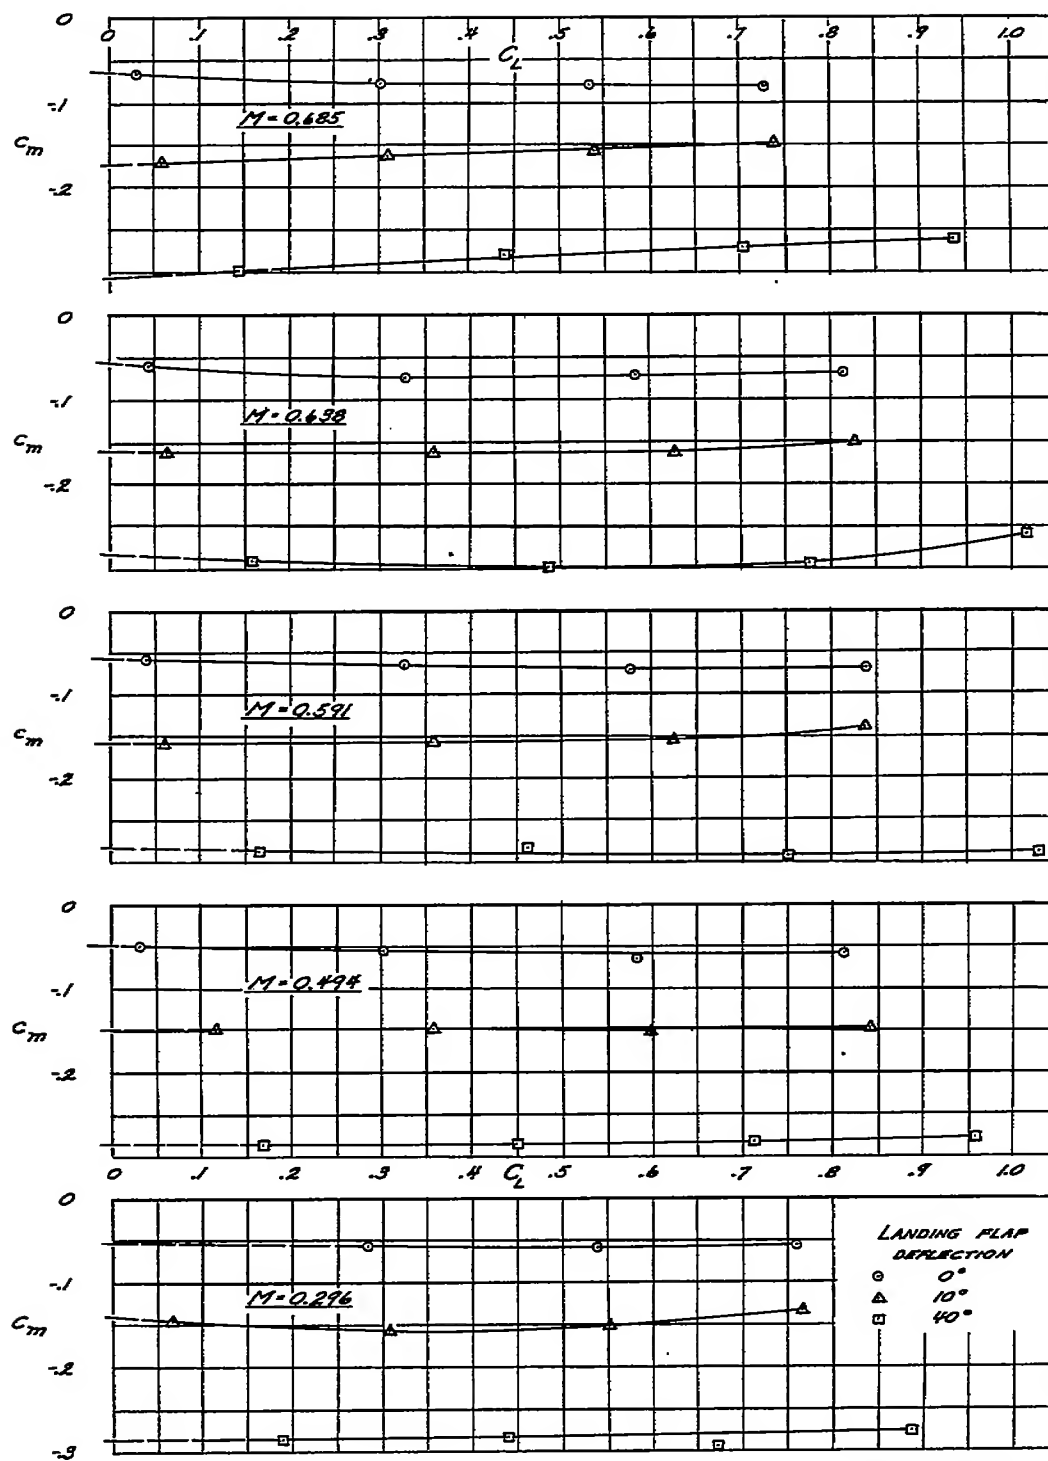 0
0 .1 .2 .3 .4 .5 .6 .7 .8 .9 1.0
C_L
-.1
M = 0.685
C_m
-.2
0
-.1
M = 0.638
C_m
-.2
0
-.1
M = 0.591
C_m
-.2
0
-.1
M = 0.494
C_m
-.2
0 .1 .2 .3 .4 C_L .5 .6 .7 .8 .9 1.0
0
LANDING FLAP
DEFLECTION
0°
-.1
M = 0.296
10°
C_m
40°
-.2
-.3